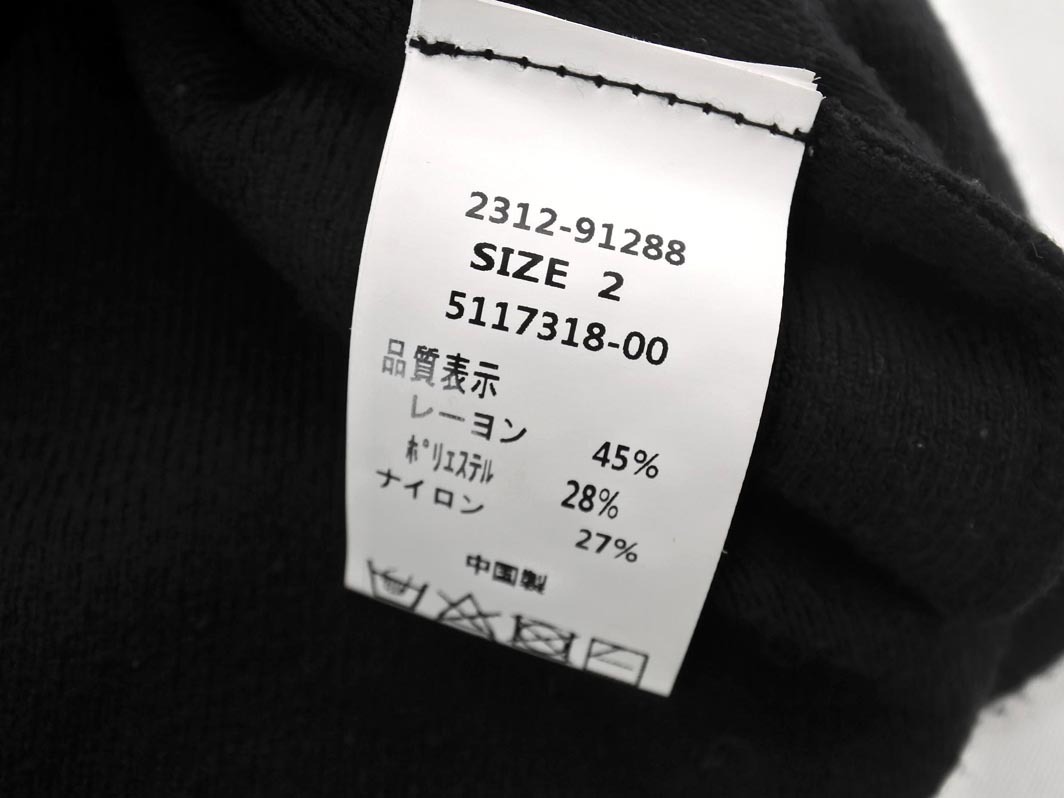 2312-91288
SIZE 2
5117318-00
品質表示
レーヨン 45%
ポリエステル 28%
ナイロン 27%
中国製